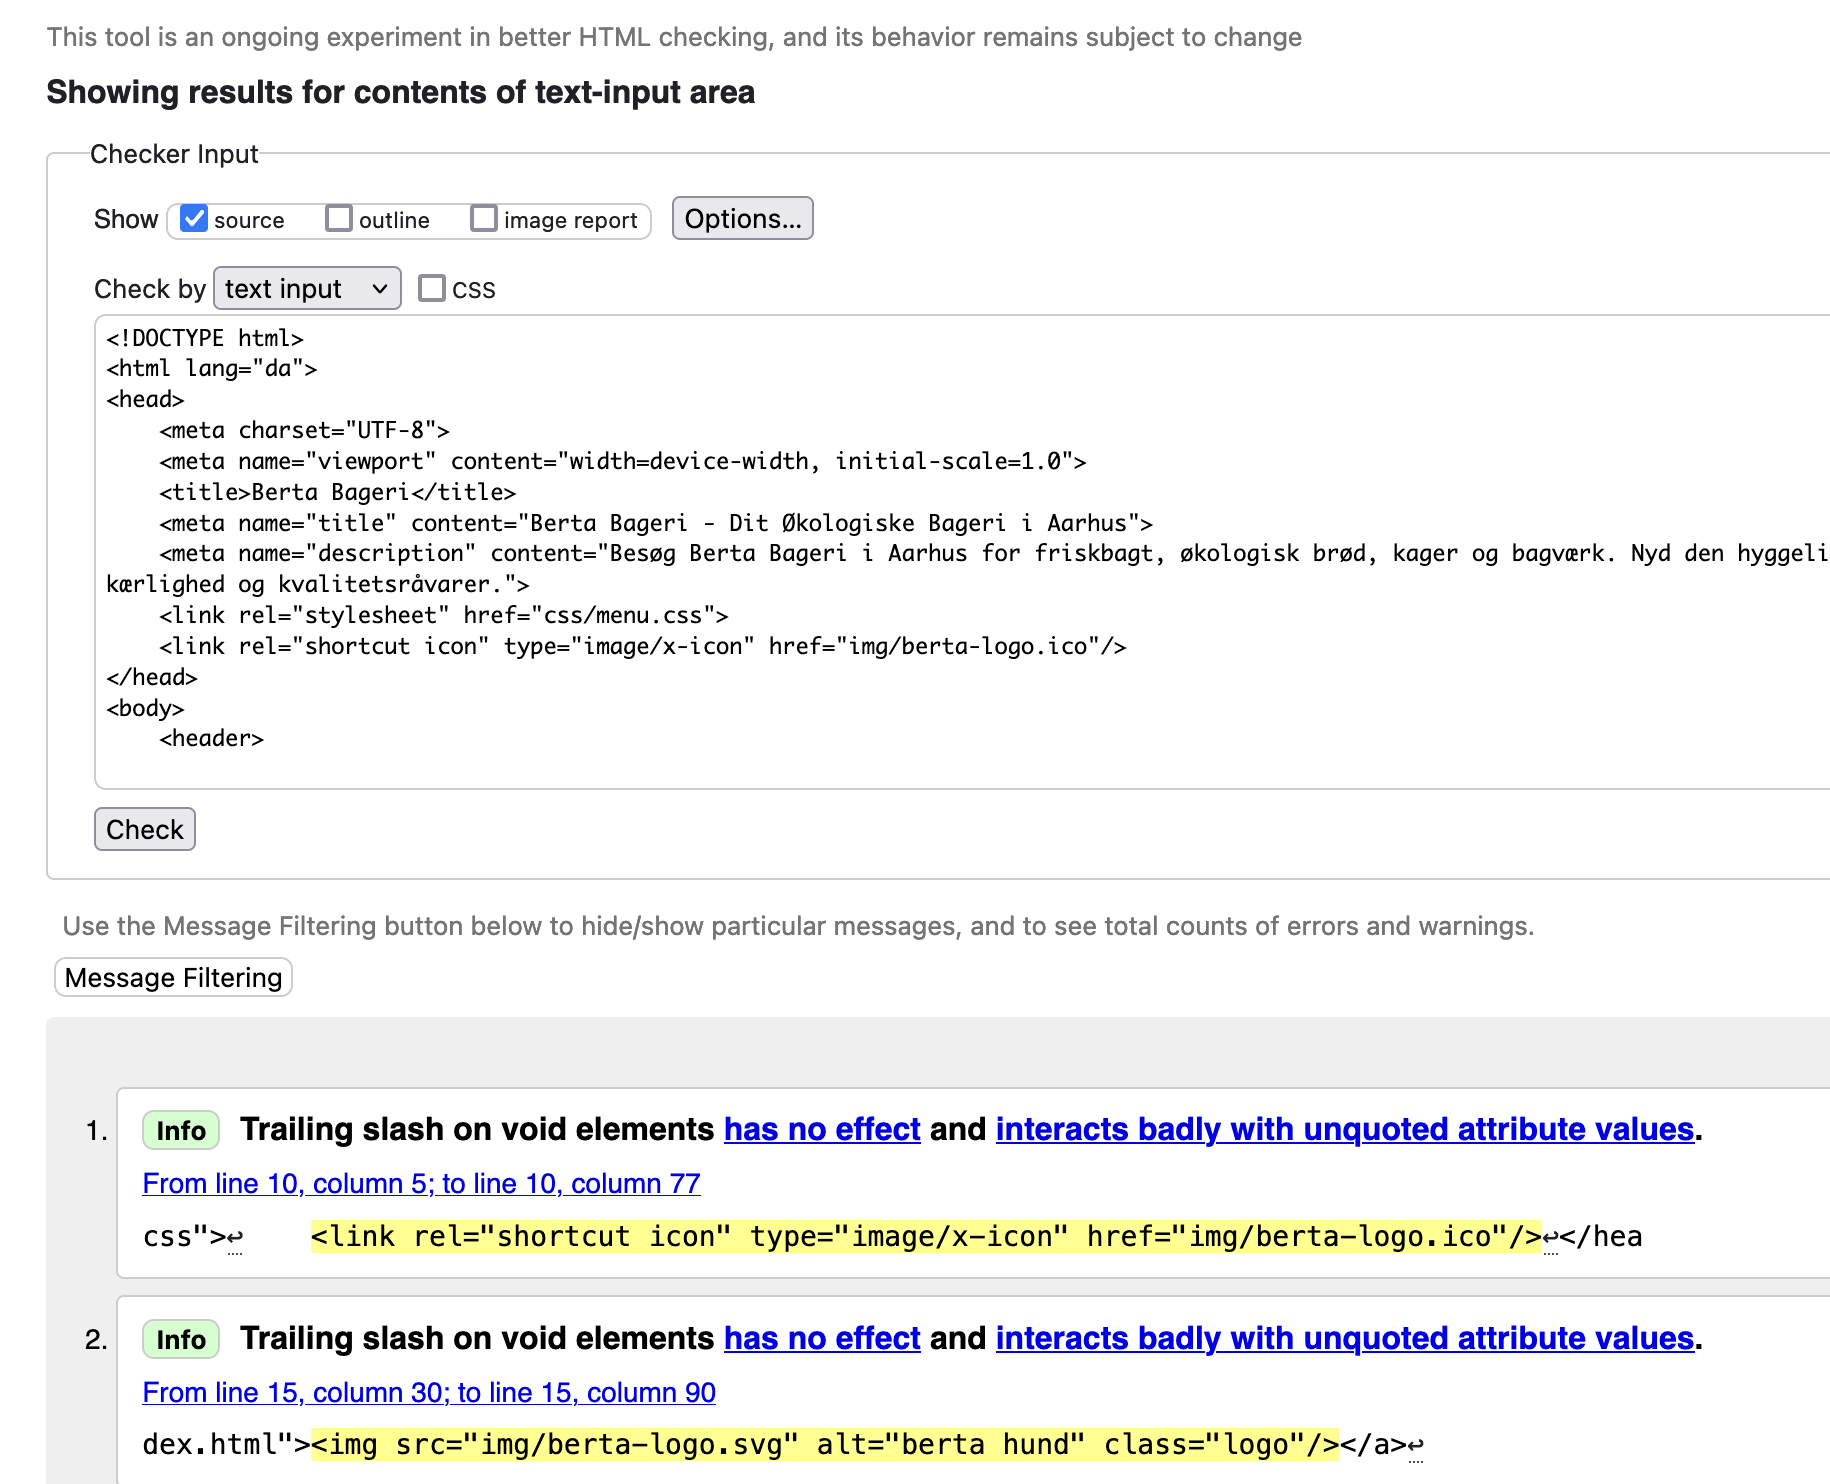 This tool is an ongoing experiment in better HTML checking, and its behavior remains subject to change
Showing results for contents of text-input area
Checker Input
Show source outline image report Options...
Check by text input css
<!DOCTYPE html>
<html lang="da">
<head>
    <meta charset="UTF-8">
    <meta name="viewport" content="width=device-width, initial-scale=1.0">
    <title>Berta Bageri</title>
    <meta name="title" content="Berta Bageri - Dit Økologiske Bageri i Aarhus">
    <meta name="description" content="Besøg Berta Bageri i Aarhus for friskbagt, økologisk brød, kager og bagværk. Nyd den hyggeli
kærlighed og kvalitetsråvarer.">
    <link rel="stylesheet" href="css/menu.css">
    <link rel="shortcut icon" type="image/x-icon" href="img/berta-logo.ico"/>
</head>
<body>
    <header>
Check
Use the Message Filtering button below to hide/show particular messages, and to see total counts of errors and warnings.
Message Filtering
1. Info Trailing slash on void elements has no effect and interacts badly with unquoted attribute values.
From line 10, column 5; to line 10, column 77
css">↩    <link rel="shortcut icon" type="image/x-icon" href="img/berta-logo.ico"/>↩</hea
2. Info Trailing slash on void elements has no effect and interacts badly with unquoted attribute values.
From line 15, column 30; to line 15, column 90
dex.html"><img src="img/berta-logo.svg" alt="berta hund" class="logo"/></a>↩